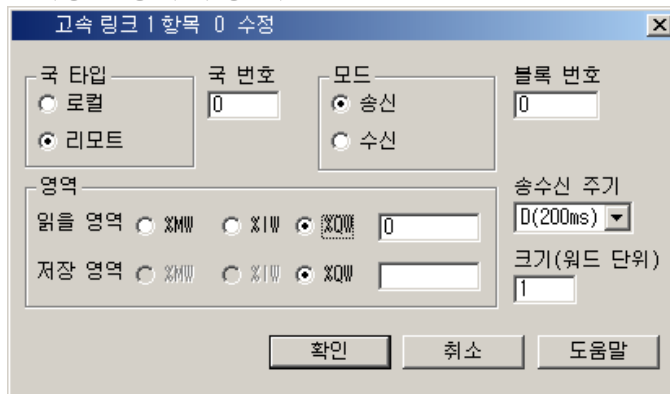 고속 링크 1 항목 0 수정
국 타입
로컬
리모트
국 번호
0
모드
송신
수신
블록 번호
0
영역
읽을 영역 %MW %IW %QW 0
저장 영역 %MW %IW %QW
송수신 주기
D(200ms)
크기(워드 단위)
1
확인 취소 도움말